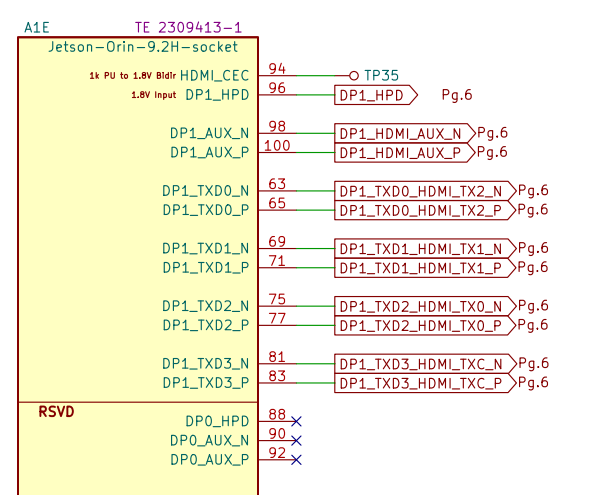 A1E TE 2309413-1
Jetson-Orin-9.2H-socket
1k PU to 1.8V Bidir HDMI_CEC 94 TP35
1.8V Input DP1_HPD 96 DP1_HPD Pg.6
DP1_AUX_N 98 DP1_HDMI_AUX_N Pg.6
DP1_AUX_P 100 DP1_HDMI_AUX_P Pg.6
DP1_TXD0_N 63 DP1_TXD0_HDMI_TX2_N Pg.6
DP1_TXD0_P 65 DP1_TXD0_HDMI_TX2_P Pg.6
DP1_TXD1_N 69 DP1_TXD1_HDMI_TX1_N Pg.6
DP1_TXD1_P 71 DP1_TXD1_HDMI_TX1_P Pg.6
DP1_TXD2_N 75 DP1_TXD2_HDMI_TX0_N Pg.6
DP1_TXD2_P 77 DP1_TXD2_HDMI_TX0_P Pg.6
DP1_TXD3_N 81 DP1_TXD3_HDMI_TXC_N Pg.6
DP1_TXD3_P 83 DP1_TXD3_HDMI_TXC_P Pg.6
RSVD
DP0_HPD 88
DP0_AUX_N 90
DP0_AUX_P 92